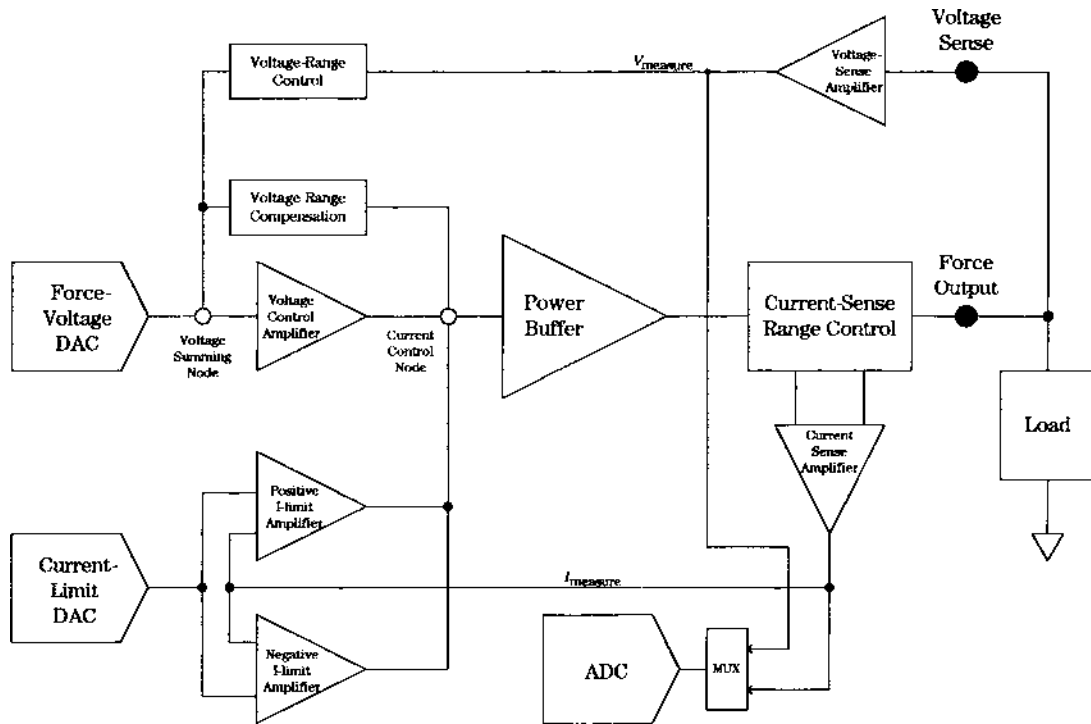 Voltage
Sense
Voltage-Range
Control
Vmeasure
Voltage-
Sense
Amplifier
Voltage Range
Compensation
Force-
Voltage
DAC
Voltage
Summing
Node
Voltage
Control
Amplifier
Current
Control
Node
Power
Buffer
Current-Sense
Range Control
Force
Output
Load
Current
Sense
Amplifier
Positive
I-limit
Amplifier
Current-
Limit
DAC
Imeasure
Negative
I-limit
Amplifier
ADC
MUX